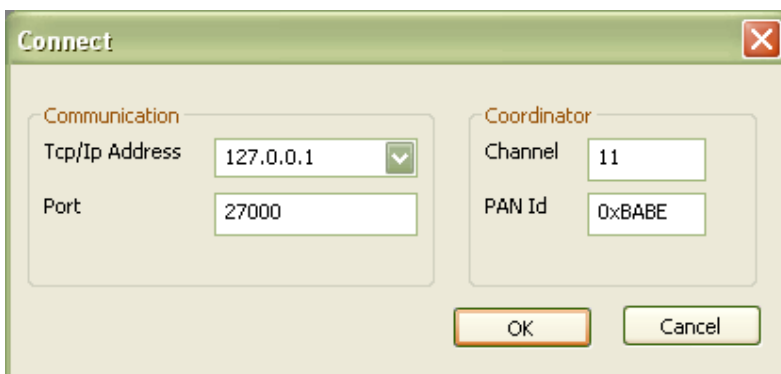 Connect
Communication
Tcp/Ip Address 127.0.0.1
Port 27000
Coordinator
Channel 11
PAN Id 0xBABE
OK Cancel